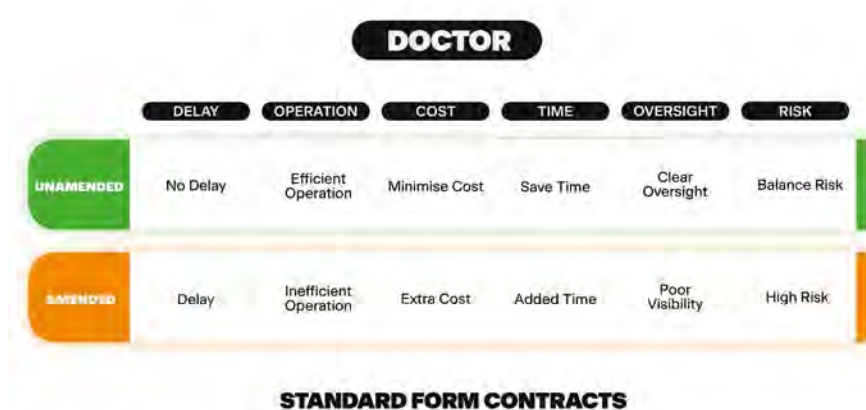 DOCTOR
DELAY OPERATION COST TIME OVERSIGHT RISK
UNAMENDED No Delay Efficient Operation Minimise Cost Save Time Clear Oversight Balance Risk
AMENDED Delay Inefficient Operation Extra Cost Added Time Poor Visibility High Risk
STANDARD FORM CONTRACTS